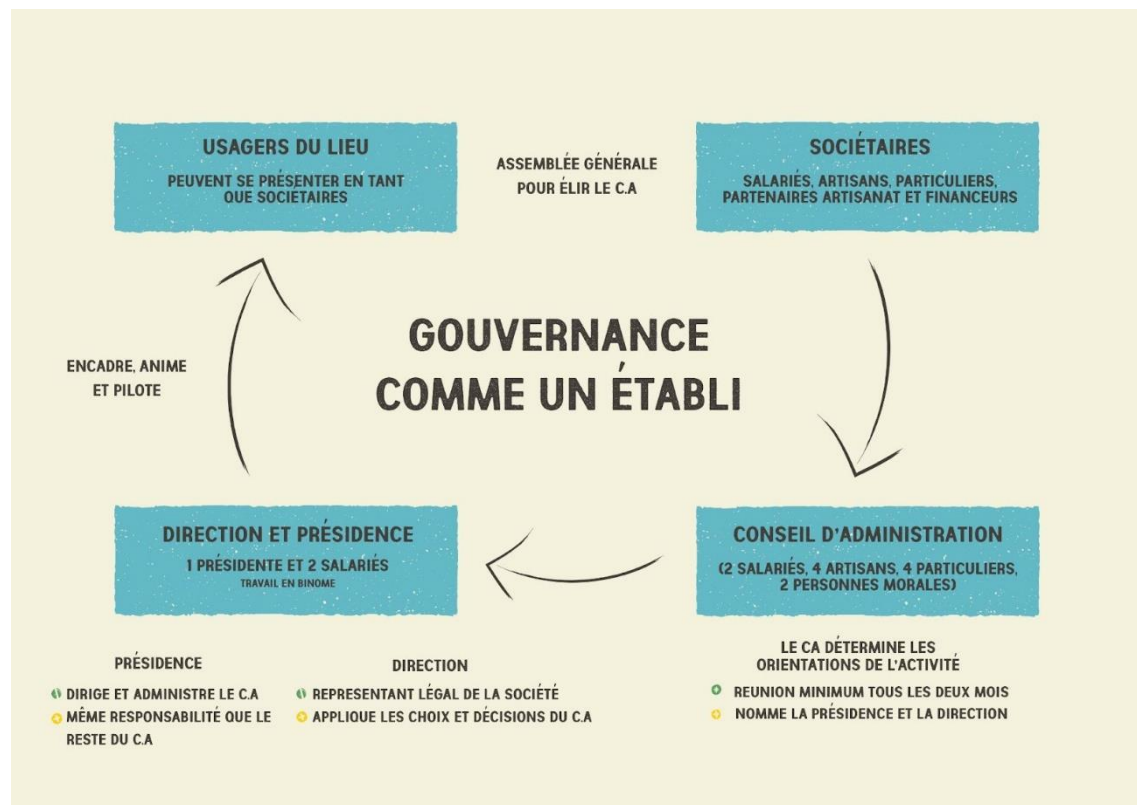 USAGERS DU LIEU
PEUVENT SE PRÉSENTER EN TANT
QUE SOCIETAIRES
ASSEMBLÉE GÉNÉRALE
POUR ÉLIR LE C.A
SOCIÉTAIRES
SALARIÉS, ARTISANS, PARTICULIERS,
PARTENAIRES ARTISANAT ET FINANCEURS
GOUVERNANCE
COMME UN ÉTABLI
ENCADRE, ANIME
ET PILOTE
DIRECTION ET PRÉSIDENCE
1 PRÉSIDENTE ET 2 SALARIÉS
TRAVAIL EN BINOME
CONSEIL D'ADMINISTRATION
(2 SALARIÉS, 4 ARTISANS, 4 PARTICULIERS,
2 PERSONNES MORALES)
PRÉSIDENCE
DIRIGE ET ADMINISTRE LE C.A
MÊME RESPONSABILITÉ QUE LE
RESTE DU C.A
DIRECTION
REPRESENTANT LÉGAL DE LA SOCIÉTÉ
APPLIQUE LES CHOIX ET DÉCISIONS DU C.A
LE CA DÉTERMINE LES
ORIENTATIONS DE L'ACTIVITÉ
REUNION MINIMUM TOUS LES DEUX MOIS
NOMME LA PRÉSIDENCE ET LA DIRECTION